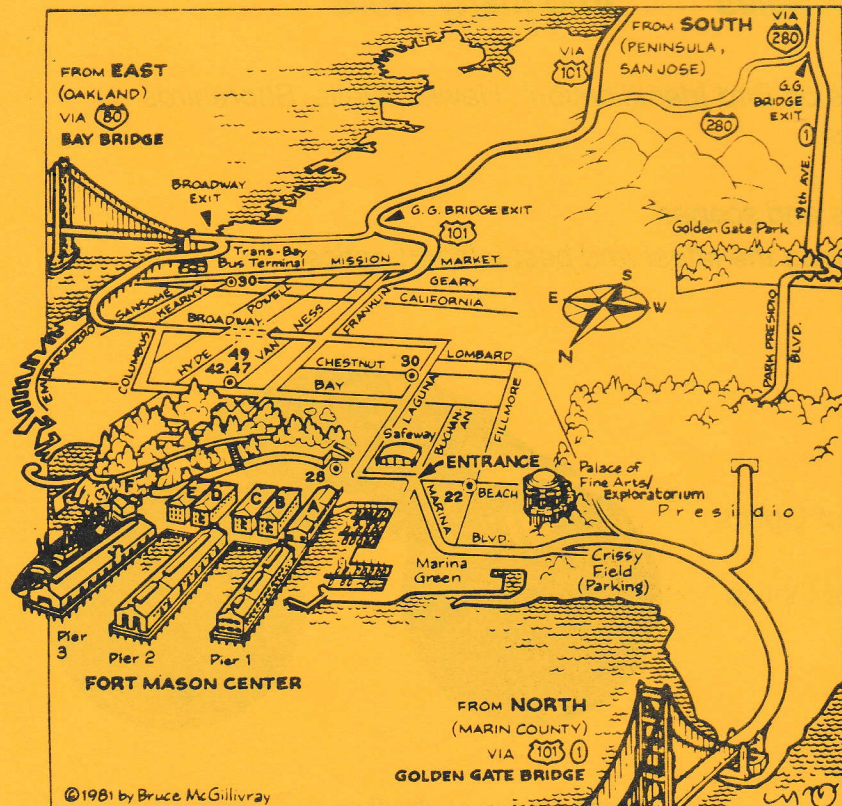 FROM EAST
(OAKLAND)
VIA 80
BAY BRIDGE
FROM SOUTH
(PENINSULA,
SAN JOSE)
VIA
101
VIA
280
G.G.
BRIDGE
EXIT
1
280
19th AVE.
BROADWAY
EXIT
G.G. BRIDGE EXIT
101
Golden Gate Park
Trans-Bay
Bus Terminal
30
MISSION
MARKET
GEARY
CALIFORNIA
SANSOME
KEARNY
POWELL
BROADWAY
VAN NESS
FRANKLIN
EMBARCADERO
COLUMBUS
HYDE
49
42.47
CHESTNUT
30
LOMBARD
BAY
LAGUNA
BUCHANAN
FILLMORE
S
E
W
N
PARK PRESIDIO
BLVD.
Safeway
ENTRANCE
28
22
BEACH
MARINA
BLVD.
Palace of
Fine Arts/
Exploratorium
Presidio
F
E
D
C
B
A
Marina
Green
Crissy
Field
(Parking)
Pier
3
Pier 2
Pier 1
FORT MASON CENTER
FROM NORTH
(MARIN COUNTY)
VIA 101 1
GOLDEN GATE BRIDGE
©1981 by Bruce McGillivray